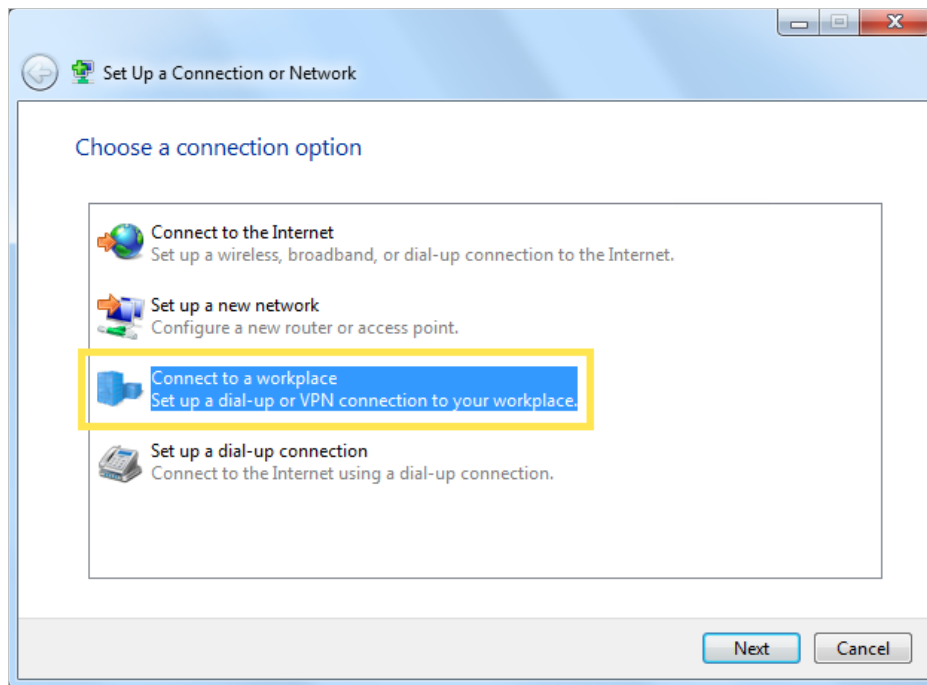 Set Up a Connection or Network
Choose a connection option
Connect to the Internet
Set up a wireless, broadband, or dial-up connection to the Internet.
Set up a new network
Configure a new router or access point.
Connect to a workplace
Set up a dial-up or VPN connection to your workplace.
Set up a dial-up connection
Connect to the Internet using a dial-up connection.
Next Cancel